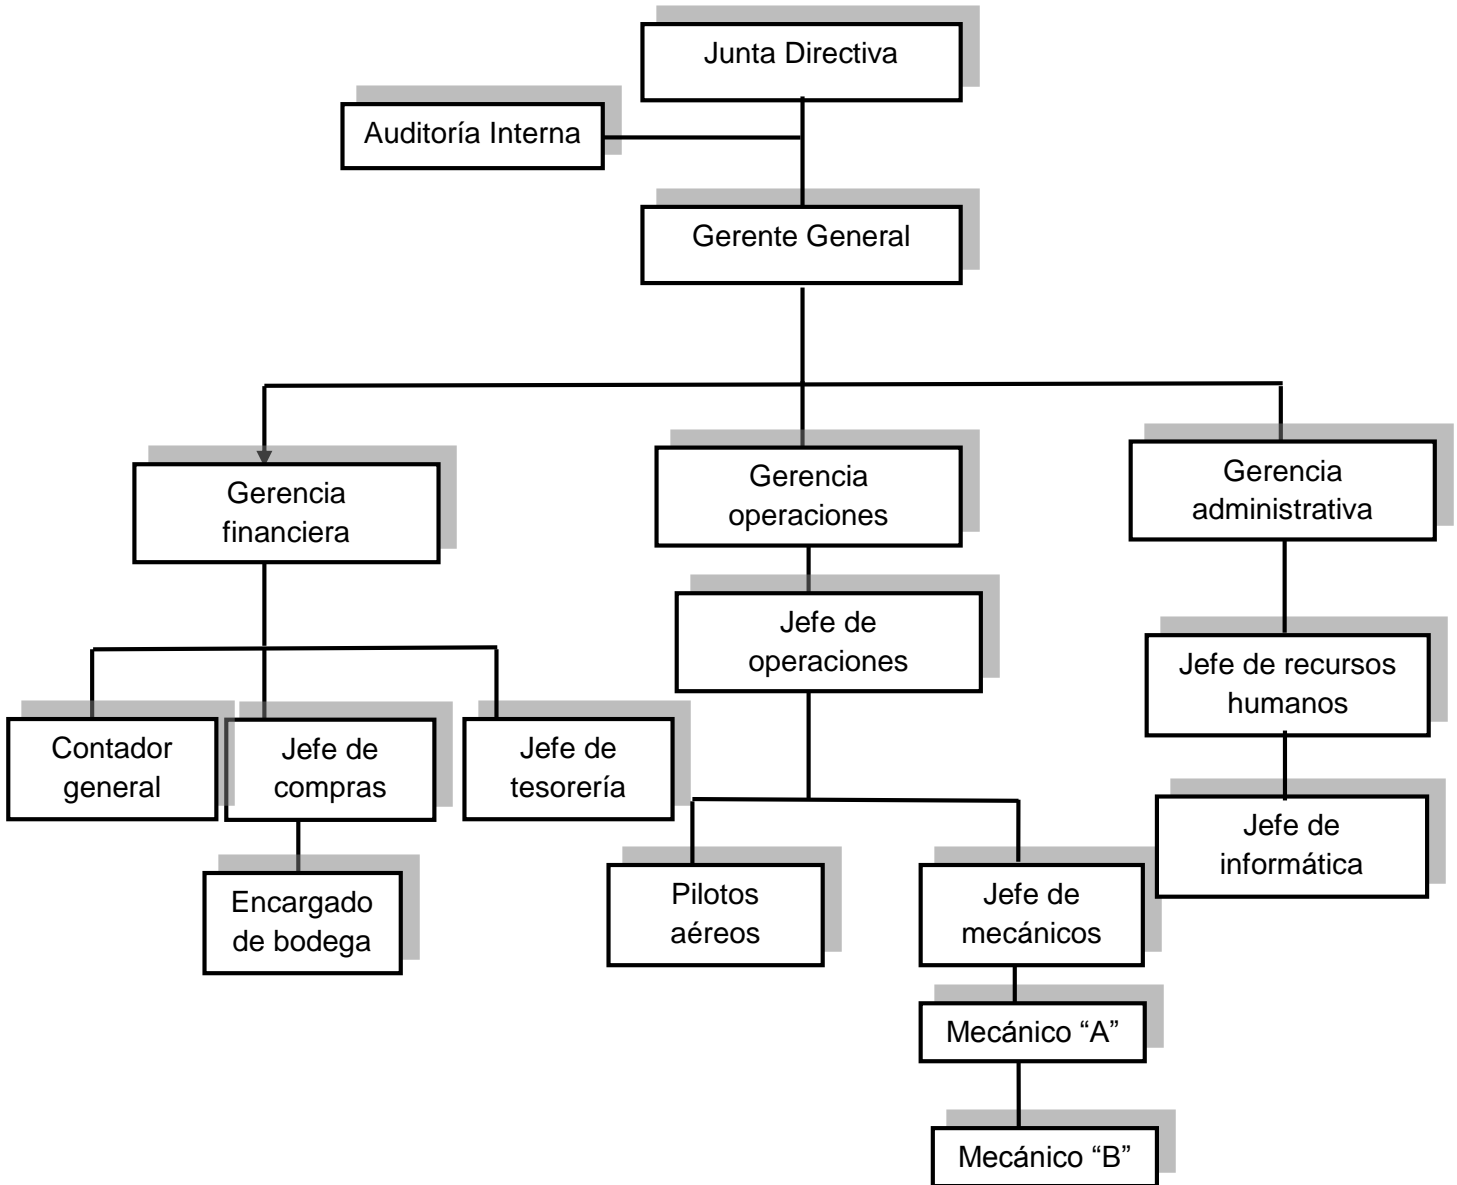 Junta Directiva
Auditoría Interna
Gerente General
Gerencia
financiera
Gerencia
operaciones
Gerencia
administrativa
Jefe de
operaciones
Jefe de recursos
humanos
Contador
general
Jefe de
compras
Jefe de
tesorería
Jefe de
informática
Encargado
de bodega
Pilotos
aéreos
Jefe de
mecánicos
Mecánico “A”
Mecánico “B”